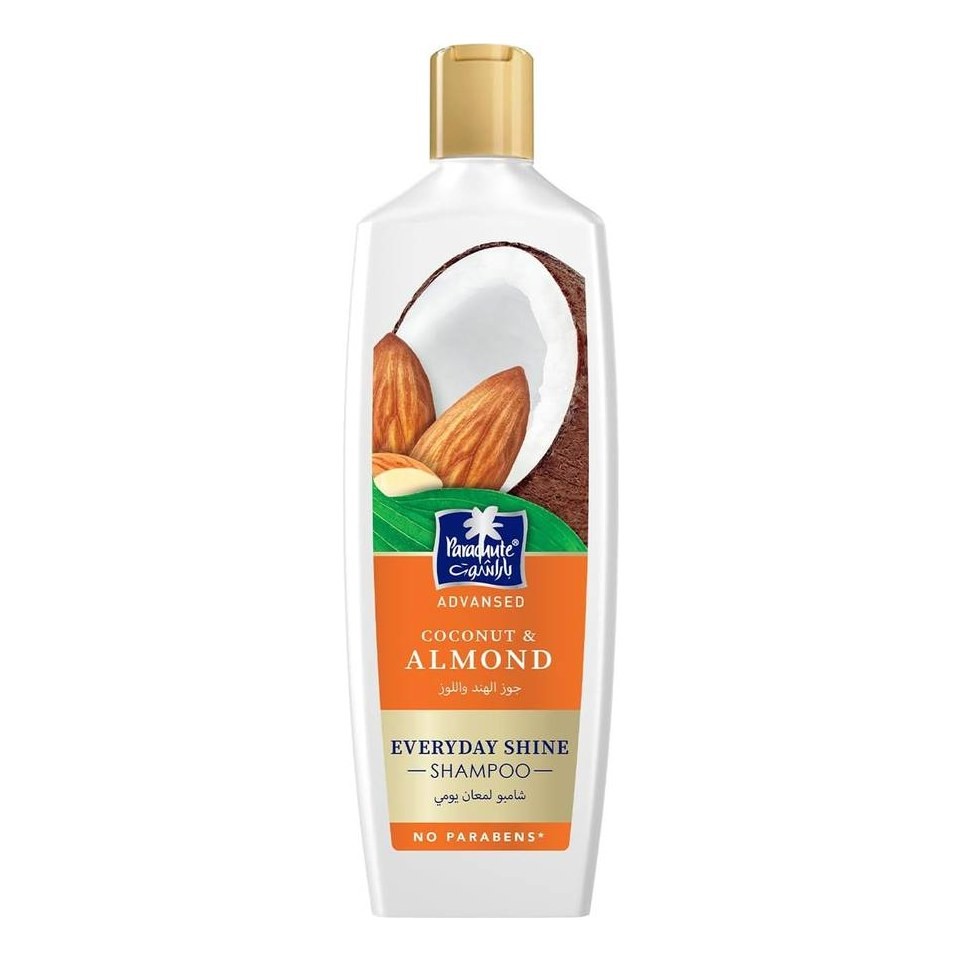 Parachute®
باراشوت
ADVANSED
COCONUT &
ALMOND
جوز الهند واللوز
EVERYDAY SHINE
SHAMPOO
شامبو لمعان يومي
NO PARABENS*